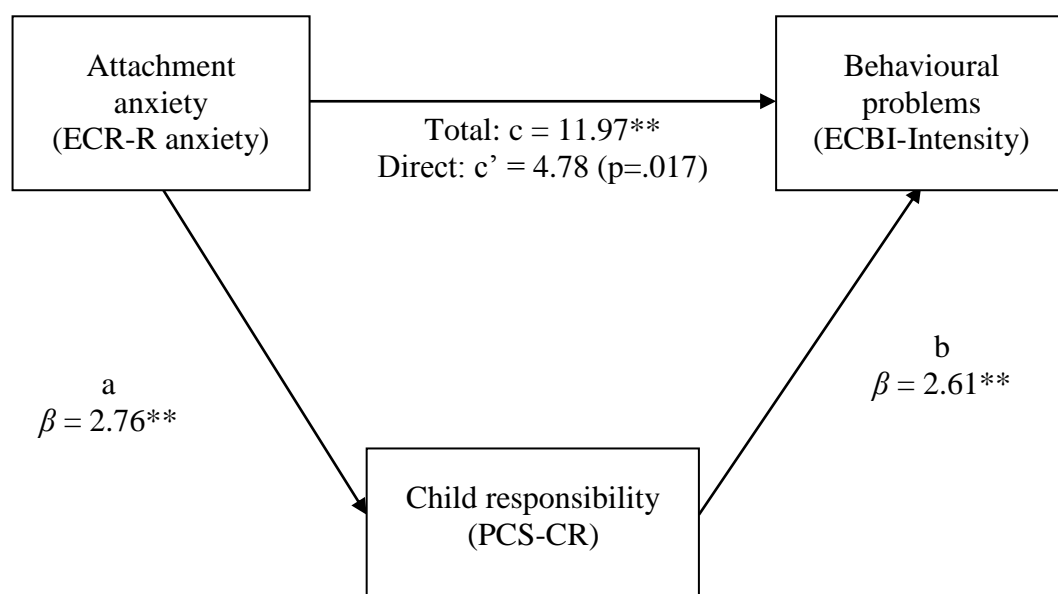 Attachment
anxiety
(ECR-R anxiety)
Behavioural
problems
(ECBI-Intensity)
Total: c = 11.97**
Direct: c’ = 4.78 (p=.017)
a
β = 2.76**
b
β = 2.61**
Child responsibility
(PCS-CR)